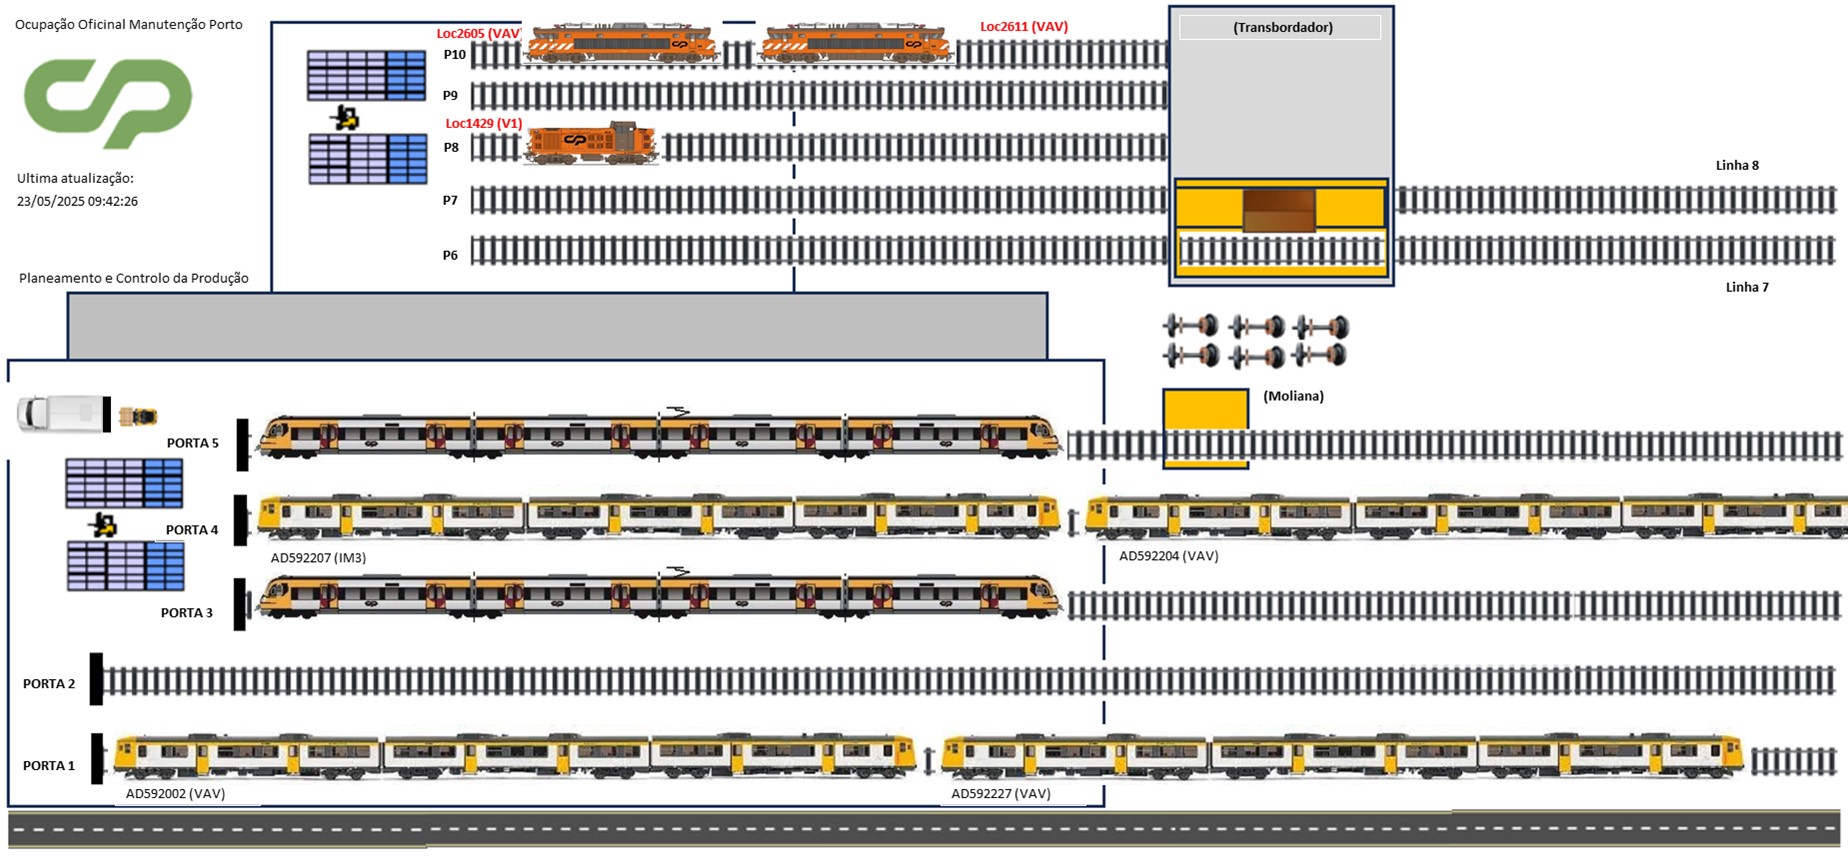 Ocupação Oficinal Manutenção Porto
Ultima atualização:
23/05/2025 09:42:26
Planeamento e Controlo da Produção
Loc2605 (VAV)
Loc2611 (VAV)
P10
P9
Loc1429 (V1)
P8
P7
P6
(Transbordador)
Linha 8
Linha 7
(Moliana)
PORTA 5
PORTA 4
AD592207 (IM3)
AD592204 (VAV)
PORTA 3
PORTA 2
PORTA 1
AD592002 (VAV)
AD592227 (VAV)